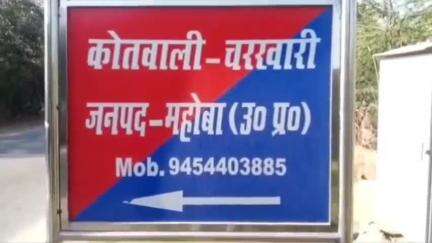 कोतवाली-चरखारी
जनपद-महोबा (उ० प्र०)
Mob. 9454403885